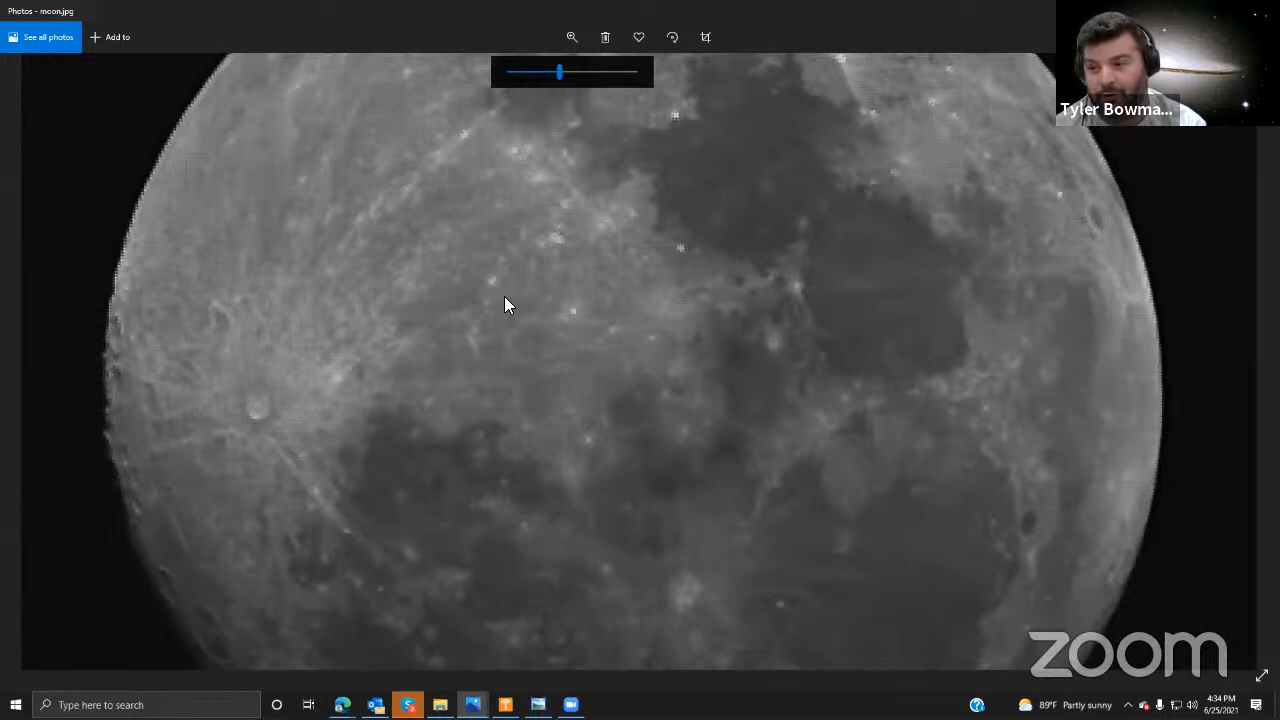 Photos - moon.jpg
See all photos
Add to
Tyler Bowma...
zoom
Type here to search
89°F Partly sunny
4:34 PM
6/25/2021